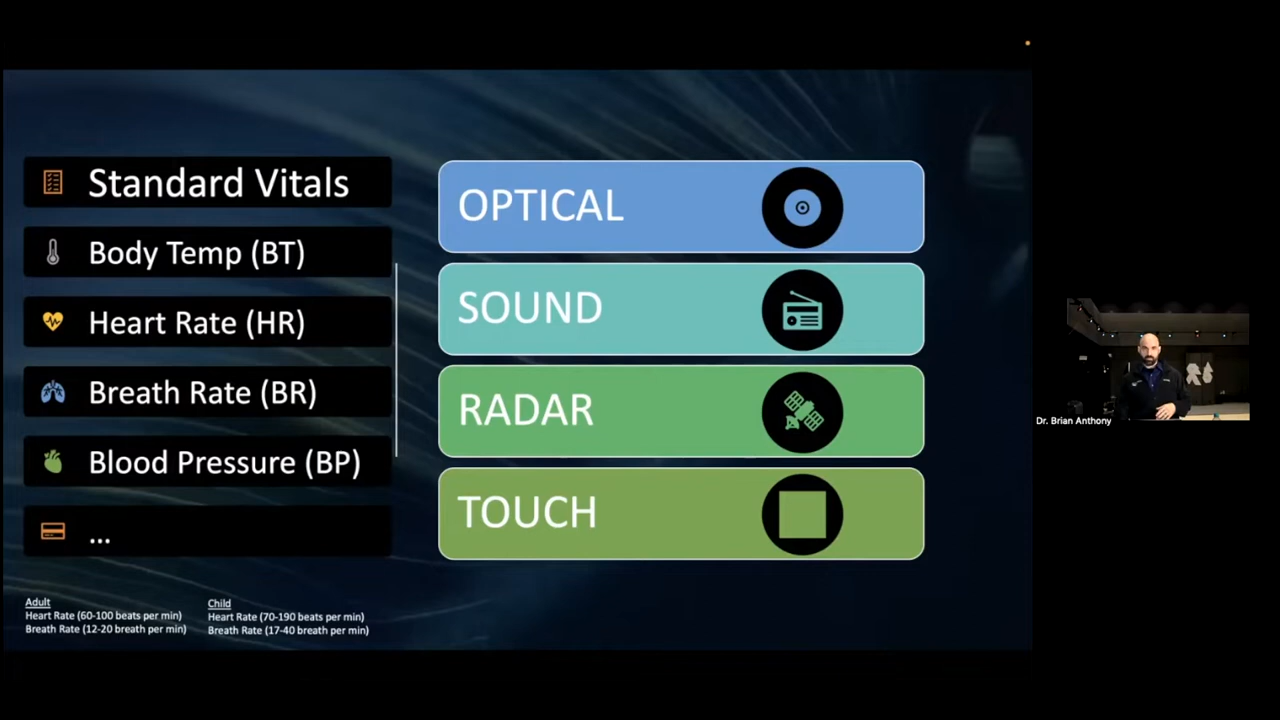 Standard Vitals
Body Temp (BT)
Heart Rate (HR)
Breath Rate (BR)
Blood Pressure (BP)
...
OPTICAL
SOUND
RADAR
TOUCH
Adult
Heart Rate (60-100 beats per min)
Breath Rate (12-20 breath per min)
Child
Heart Rate (70-190 beats per min)
Breath Rate (17-40 breath per min)
Dr. Brian Anthony